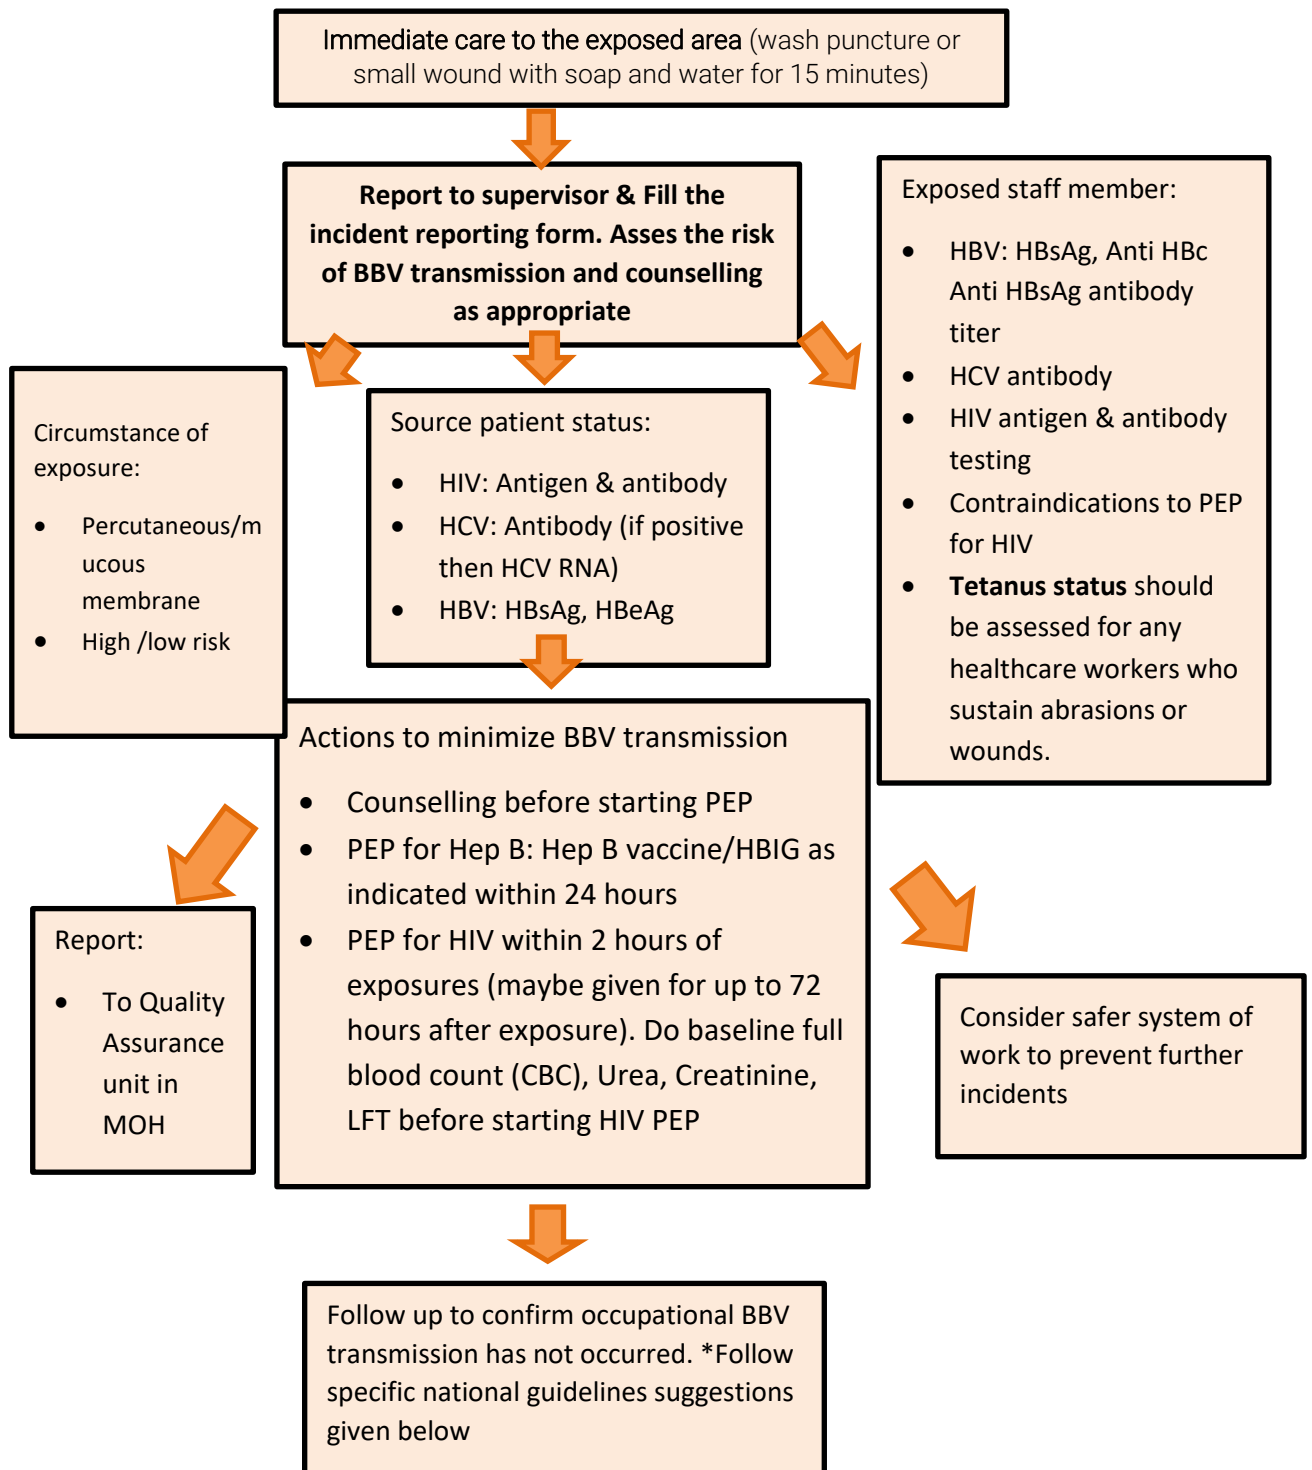 Immediate care to the exposed area (wash puncture or
small wound with soap and water for 15 minutes)
Report to supervisor & Fill the
incident reporting form. Asses the risk
of BBV transmission and counselling
as appropriate
Circumstance of
exposure:
• Percutaneous/m
ucous
membrane
• High /low risk
Source patient status:
• HIV: Antigen & antibody
• HCV: Antibody (if positive
then HCV RNA)
• HBV: HBsAg, HBeAg
Exposed staff member:
• HBV: HBsAg, Anti HBc
Anti HBsAg antibody
titer
• HCV antibody
• HIV antigen & antibody
testing
• Contraindications to PEP
for HIV
• Tetanus status should
be assessed for any
healthcare workers who
sustain abrasions or
wounds.
Actions to minimize BBV transmission
• Counselling before starting PEP
• PEP for Hep B: Hep B vaccine/HBIG as
indicated within 24 hours
• PEP for HIV within 2 hours of
exposures (maybe given for up to 72
hours after exposure). Do baseline full
blood count (CBC), Urea, Creatinine,
LFT before starting HIV PEP
Report:
• To Quality
Assurance
unit in
MOH
Consider safer system of
work to prevent further
incidents
Follow up to confirm occupational BBV
transmission has not occurred. *Follow
specific national guidelines suggestions
given below